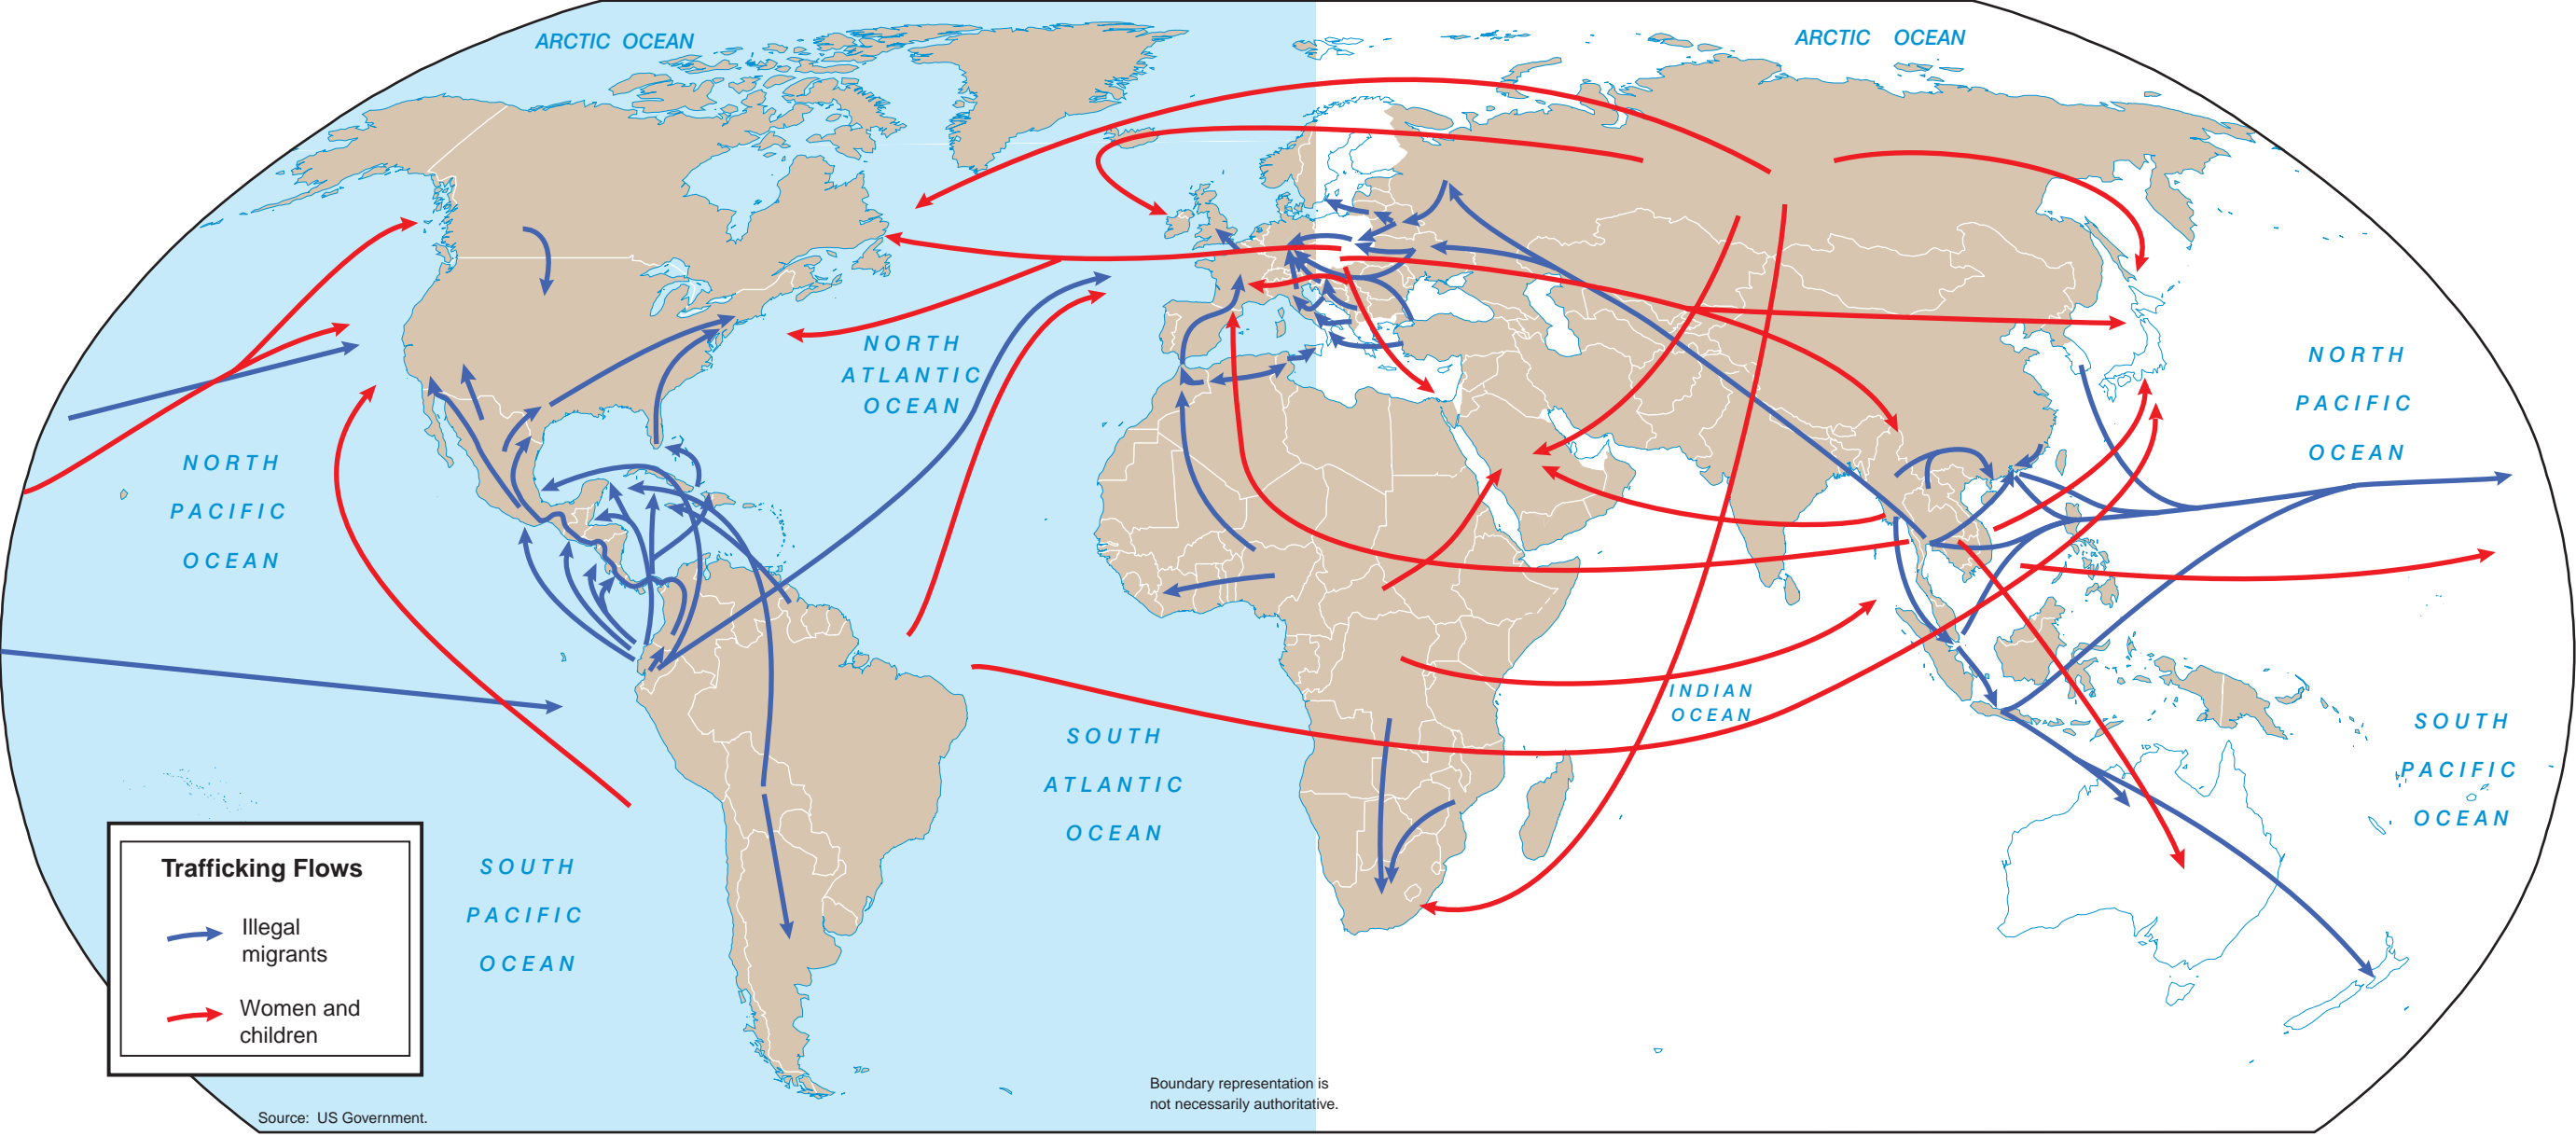 ARCTIC OCEAN
ARCTIC OCEAN
NORTH
ATLANTIC
OCEAN
NORTH
PACIFIC
OCEAN
NORTH
PACIFIC
OCEAN
INDIAN
OCEAN
SOUTH
ATLANTIC
OCEAN
SOUTH
PACIFIC
OCEAN
SOUTH
PACIFIC
OCEAN
Trafficking Flows
Illegal
migrants
Women and
children
Boundary representation is
not necessarily authoritative.
Source: US Government.